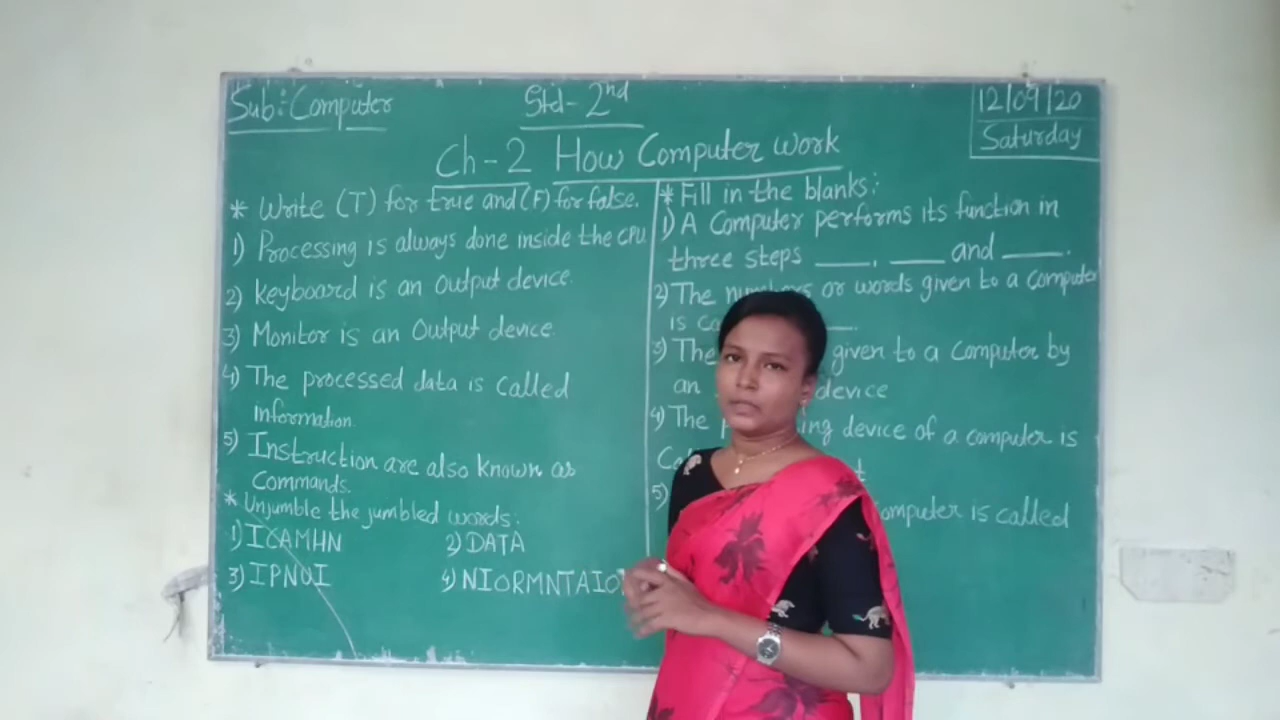 Sub: Computer
Std- 2nd
12/09/20
Saturday
Ch-2 How Computer work
* Write (T) for true and (F) for false.
1) Processing is always done inside the CPU
2) Keyboard is an Output device.
3) Monitor is an Output device.
4) The processed data is called
information.
5) Instruction are also known as
Commands.
* Unjumble the jumbled words:
1) ICAMHN 2) DATA
3) IPNUI 4) NIORMNTAIO
* Fill in the blanks:
1) A Computer performs its function in
three steps ____, ____ and ____.
2) The numbers or words given to a computer
is ____.
3) The given to a Computer by
an device
4) The device of a computer is
5) Computer is called